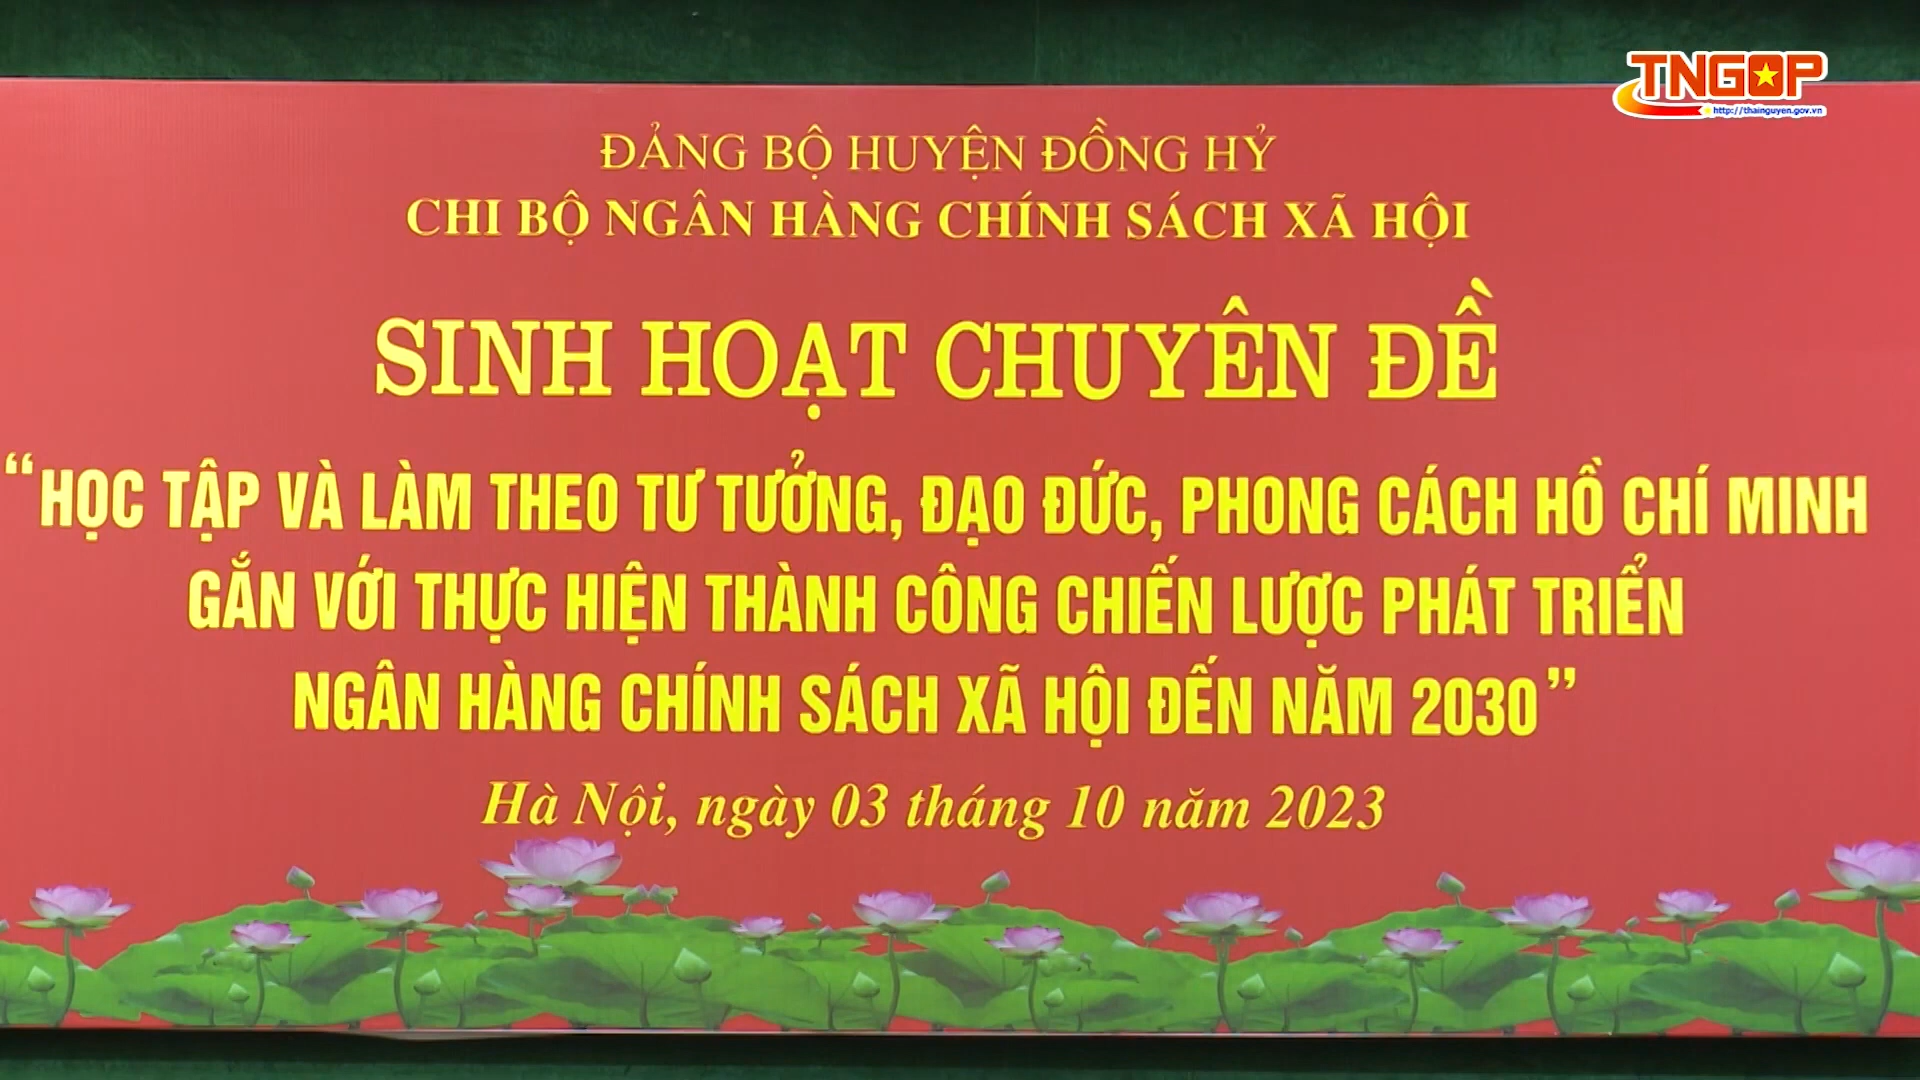 TNGOP
http://thainguyen.gov.vn
ĐẢNG BỘ HUYỆN ĐỒNG HỶ
CHI BỘ NGÂN HÀNG CHÍNH SÁCH XÃ HỘI
SINH HOẠT CHUYÊN ĐỀ
“HỌC TẬP VÀ LÀM THEO TƯ TƯỞNG, ĐẠO ĐỨC, PHONG CÁCH HỒ CHÍ MINH
GẮN VỚI THỰC HIỆN THÀNH CÔNG CHIẾN LƯỢC PHÁT TRIỂN
NGÂN HÀNG CHÍNH SÁCH XÃ HỘI ĐẾN NĂM 2030”
Hà Nội, ngày 03 tháng 10 năm 2023